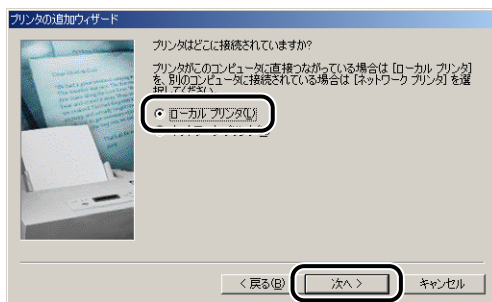 プリンタの追加ウィザード
プリンタはどこに接続されていますか?
プリンタがこのコンピュータに直接つながっている場合は [ローカル プリンタ]
を、別のコンピュータに接続されている場合は [ネットワーク プリンタ] を選
択してください。
ローカル プリンタ(L)
< 戻る(B)
次へ >
キャンセル